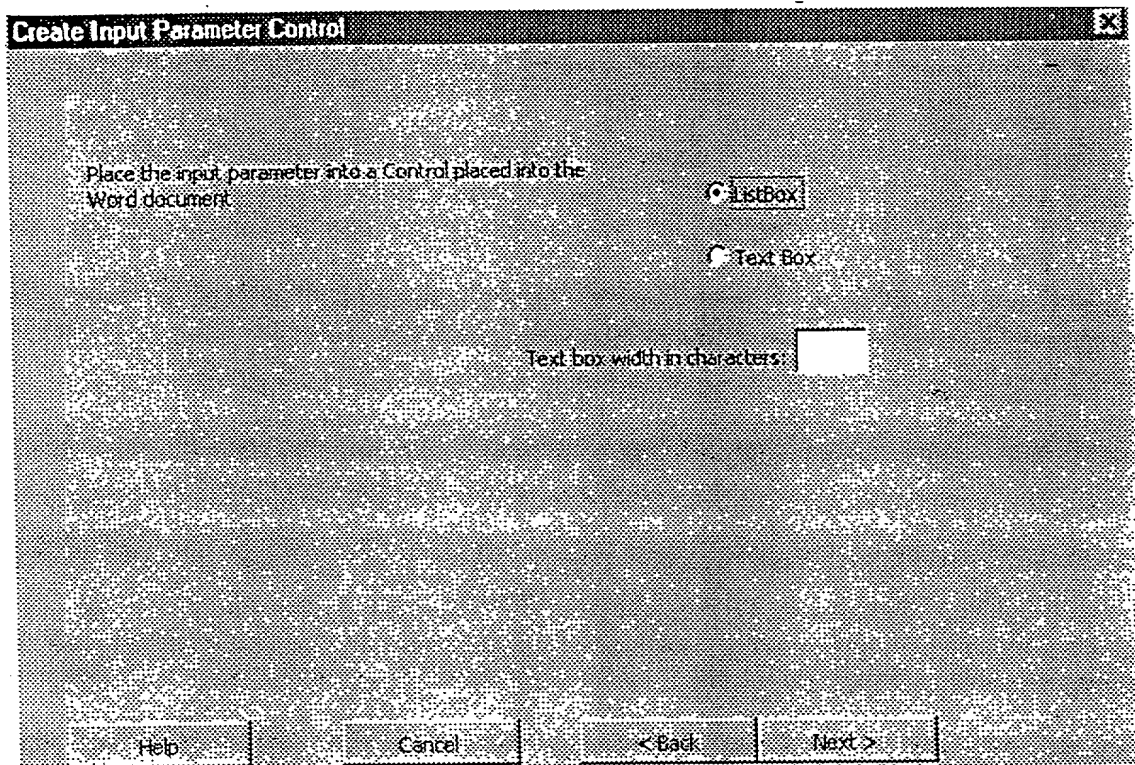 Create Input Parameter Control
Place the input parameter into a Control placed into the
Word document
ListBox
Text Box
Text box width in characters:
Help
Cancel
< Back
Next >